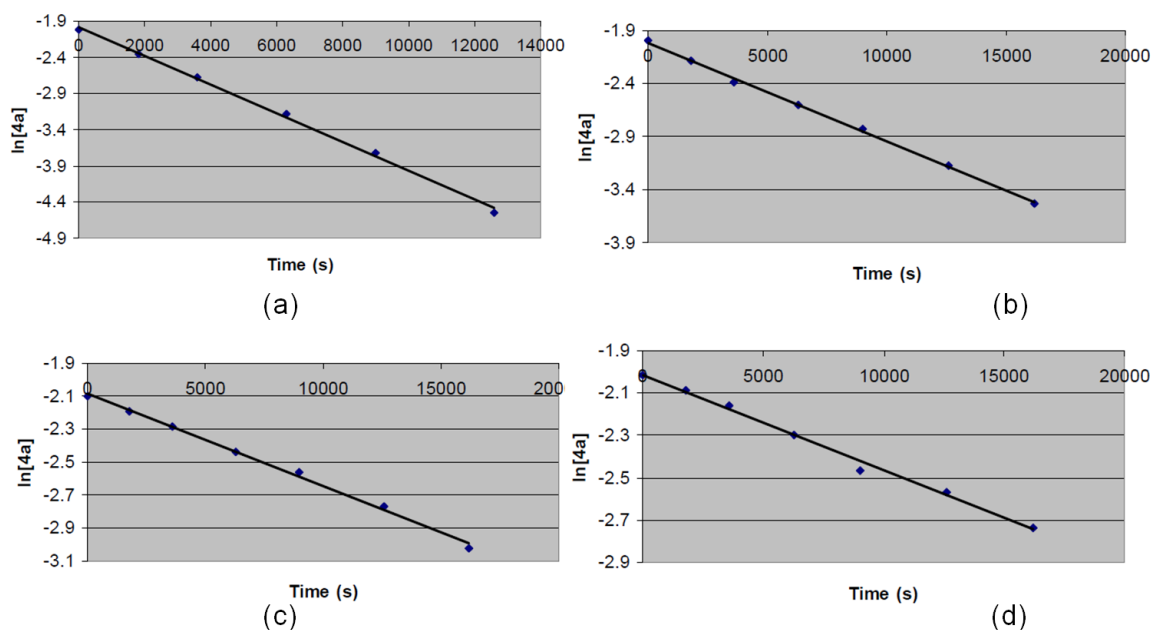 -1.9
0 2000 4000 6000 8000 10000 12000 14000
-2.4
-2.9
-3.4
-3.9
-4.4
-4.9
ln[4a]
Time (s)
(a)
-1.9
0 5000 10000 15000 20000
-2.4
-2.9
-3.4
-3.9
ln[4a]
Time (s)
(b)
-1.9
0 5000 10000 15000 2000
-2.1
-2.3
-2.5
-2.7
-2.9
-3.1
ln[4a]
Time (s)
(c)
-1.9
0 5000 10000 15000 20000
-2.1
-2.3
-2.5
-2.7
-2.9
ln[4a]
Time (s)
(d)